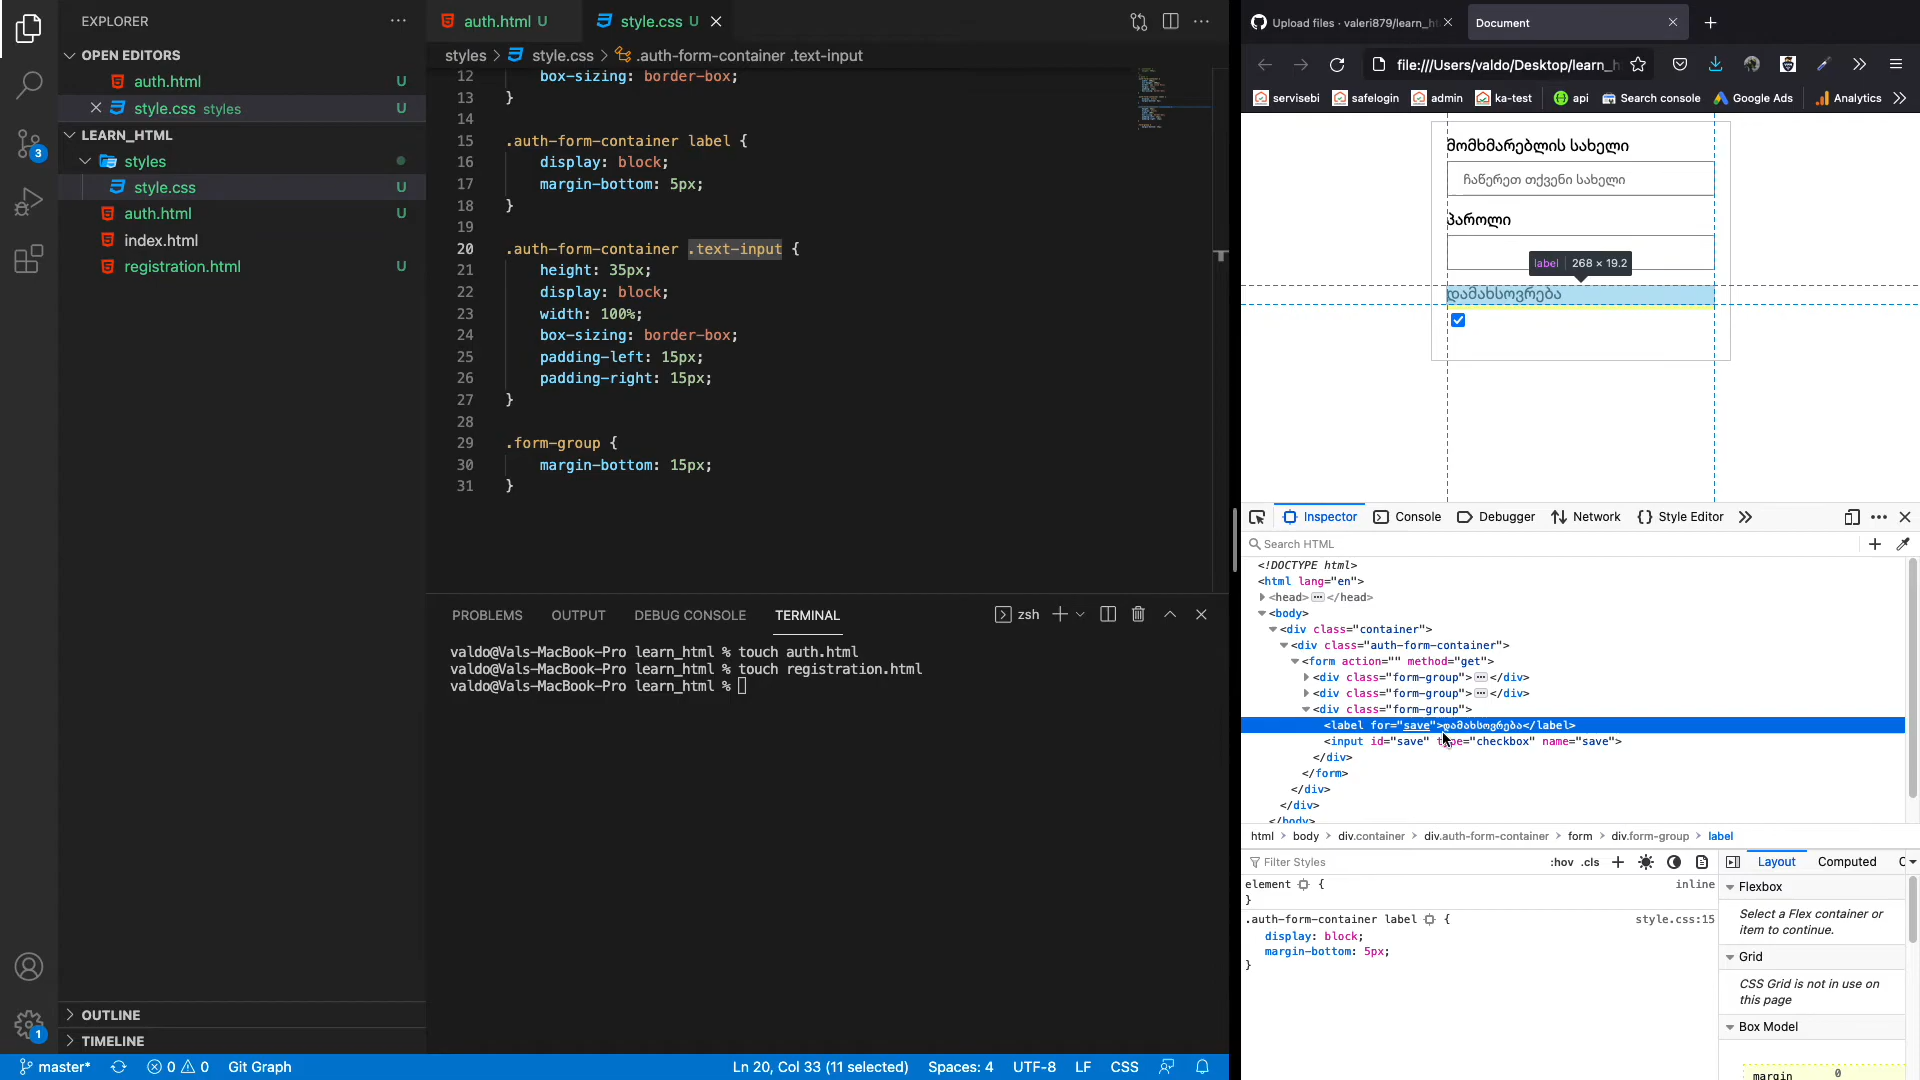 EXPLORER
OPEN EDITORS
auth.html U
style.css styles U
LEARN_HTML
styles
style.css U
auth.html U
index.html
registration.html U
OUTLINE
TIMELINE
3
1
auth.html U
style.css U
styles > style.css > .auth-form-container .text-input
12 box-sizing: border-box;
13 }
14
15 .auth-form-container label {
16 display: block;
17 margin-bottom: 5px;
18 }
19
20 .auth-form-container .text-input {
21 height: 35px;
22 display: block;
23 width: 100%;
24 box-sizing: border-box;
25 padding-left: 15px;
26 padding-right: 15px;
27 }
28
29 .form-group {
30 margin-bottom: 15px;
31 }
PROBLEMS OUTPUT DEBUG CONSOLE TERMINAL
zsh
valdo@Vals-MacBook-Pro learn_html % touch auth.html
valdo@Vals-MacBook-Pro learn_html % touch registration.html
valdo@Vals-MacBook-Pro learn_html %
master* 0 0 Git Graph
Ln 20, Col 33 (11 selected) Spaces: 4 UTF-8 LF CSS
Upload files · valeri879/learn_h
Document
file:///Users/valdo/Desktop/learn_h
servisebi safelogin admin ka-test api Search console Google Ads Analytics
მომხმარებლის სახელი
ჩაწერეთ თქვენი სახელი
პაროლი
label 268 × 19.2
დამახსოვრება
Inspector Console Debugger Network Style Editor
Search HTML
<!DOCTYPE html>
<html lang="en">
<head> </head>
<body>
<div class="container">
<div class="auth-form-container">
<form action="" method="get">
<div class="form-group"> </div>
<div class="form-group"> </div>
<div class="form-group">
<label for="save">დამახსოვრება</label>
<input id="save" type="checkbox" name="save">
</div>
</form>
</div>
</div>
</body>
html > body > div.container > div.auth-form-container > form > div.form-group > label
Filter Styles :hov .cls
element { inline
}
.auth-form-container label { style.css:15
display: block;
margin-bottom: 5px;
}
Layout Computed
Flexbox
Select a Flex container or
item to continue.
Grid
CSS Grid is not in use on
this page
Box Model
margin 0